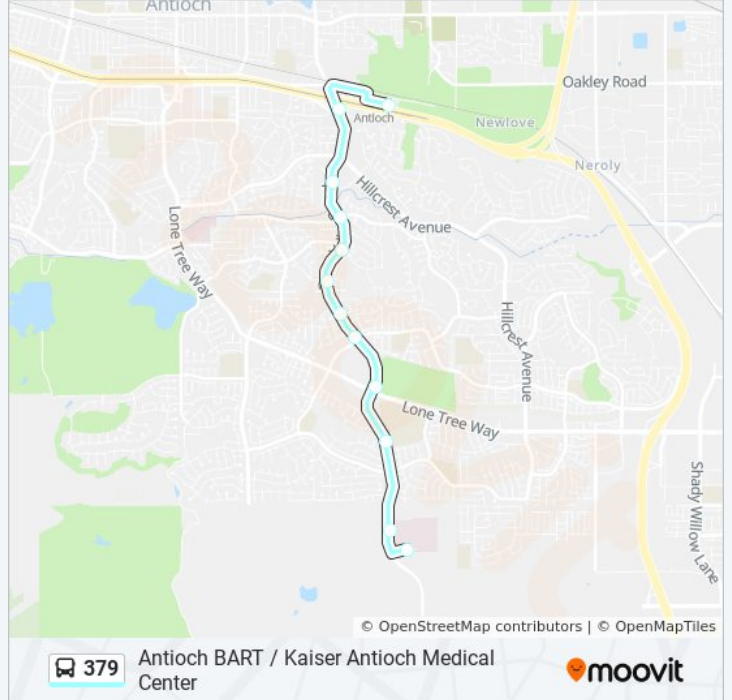 Antioch
Oakley Road
Antioch
Newlove
Neroly
Hillcrest Avenue
Lone Tree Way
Hillcrest Avenue
Lone Tree Way
Shady Willow Lane
© OpenStreetMap contributors | © OpenMapTiles
379
Antioch BART / Kaiser Antioch Medical
Center
moovit